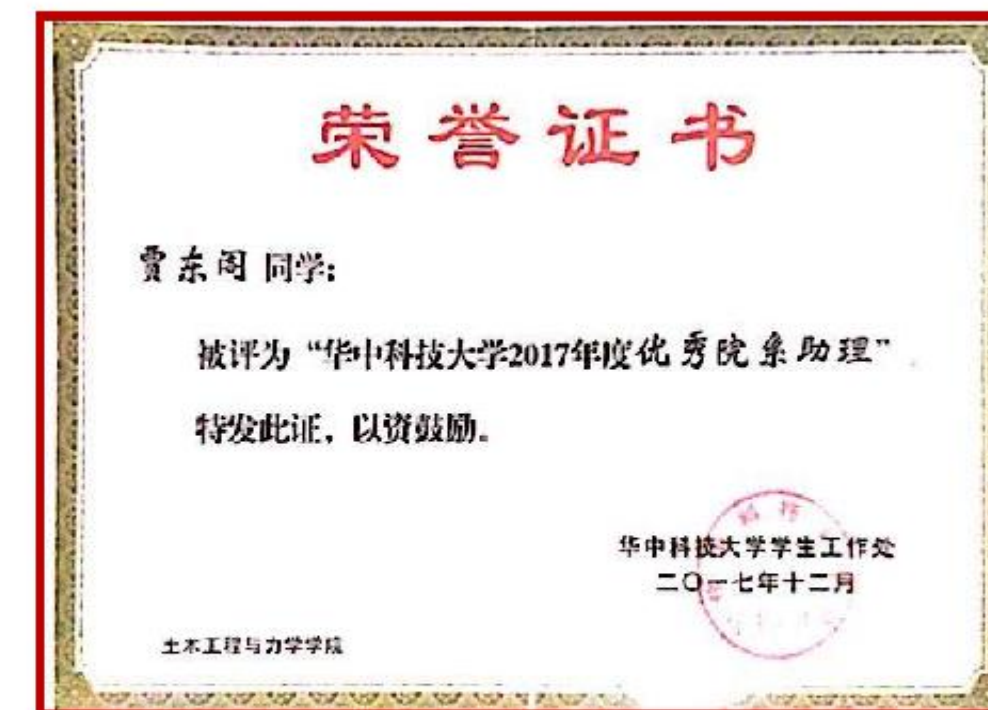 荣誉证书
贾东阁 同学：
被评为“华中科技大学2017年度优秀院系助理”
特发此证，以资鼓励。
华中科技大学学生工作处
二〇一七年十二月
土木工程与力学学院